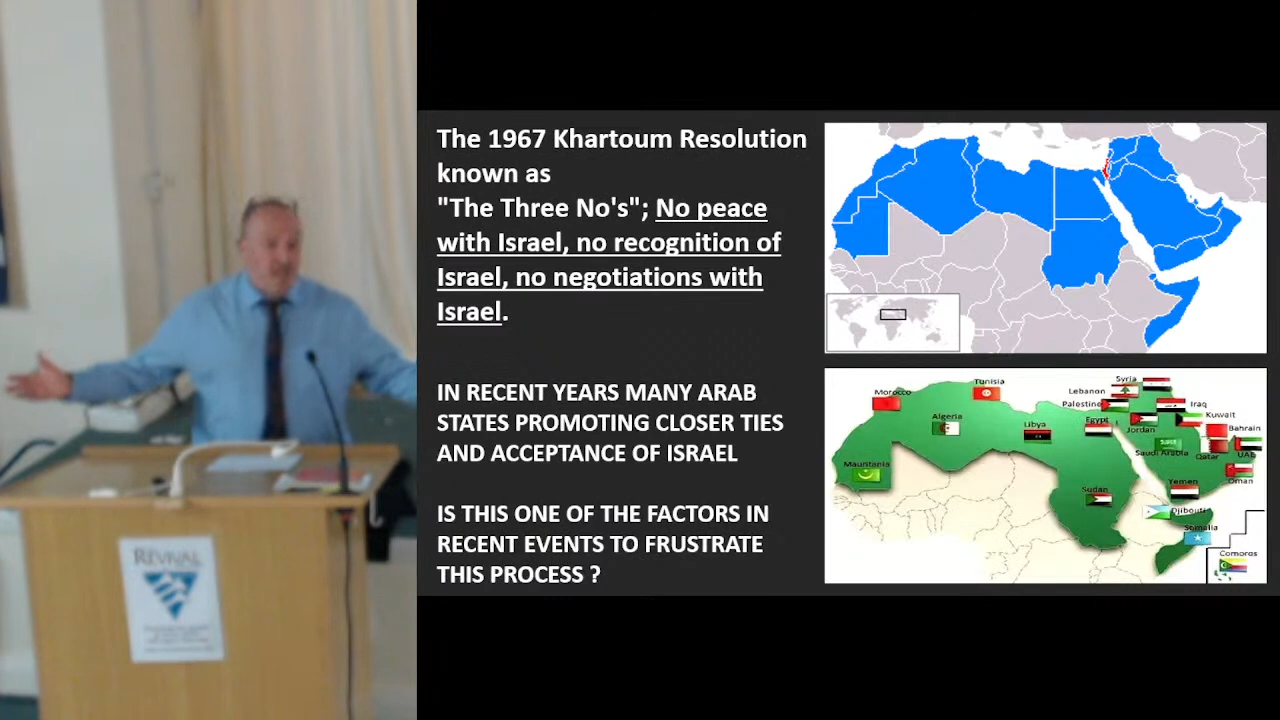 The 1967 Khartoum Resolution
known as
"The Three No's"; No peace
with Israel, no recognition of
Israel, no negotiations with
Israel.
IN RECENT YEARS MANY ARAB
STATES PROMOTING CLOSER TIES
AND ACCEPTANCE OF ISRAEL
IS THIS ONE OF THE FACTORS IN
RECENT EVENTS TO FRUSTRATE
THIS PROCESS ?
Morocco
Tunisia
Algeria
Libya
Egypt
Mauritania
Sudan
Lebanon
Syria
Palestine
Iraq
Jordan
Kuwait
Bahrain
Saudi Arabia
Qatar
UAE
Oman
Yemen
Djibouti
Somalia
Comoros
REVIVAL